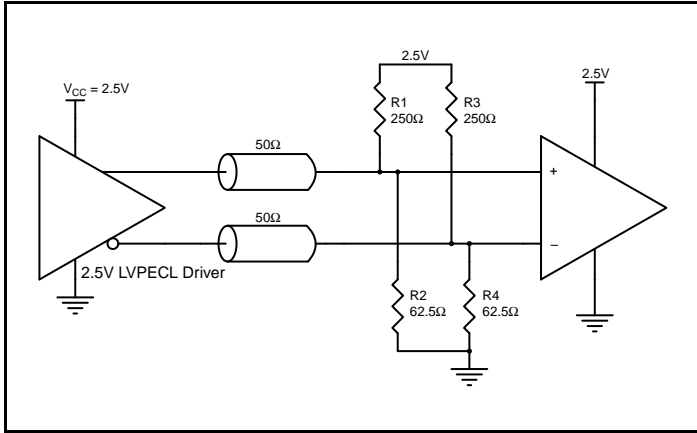 2.5V
2.5V
V_CC = 2.5V
R1
250Ω
R3
250Ω
50Ω
+
50Ω
–
2.5V LVPECL Driver
R2
62.5Ω
R4
62.5Ω